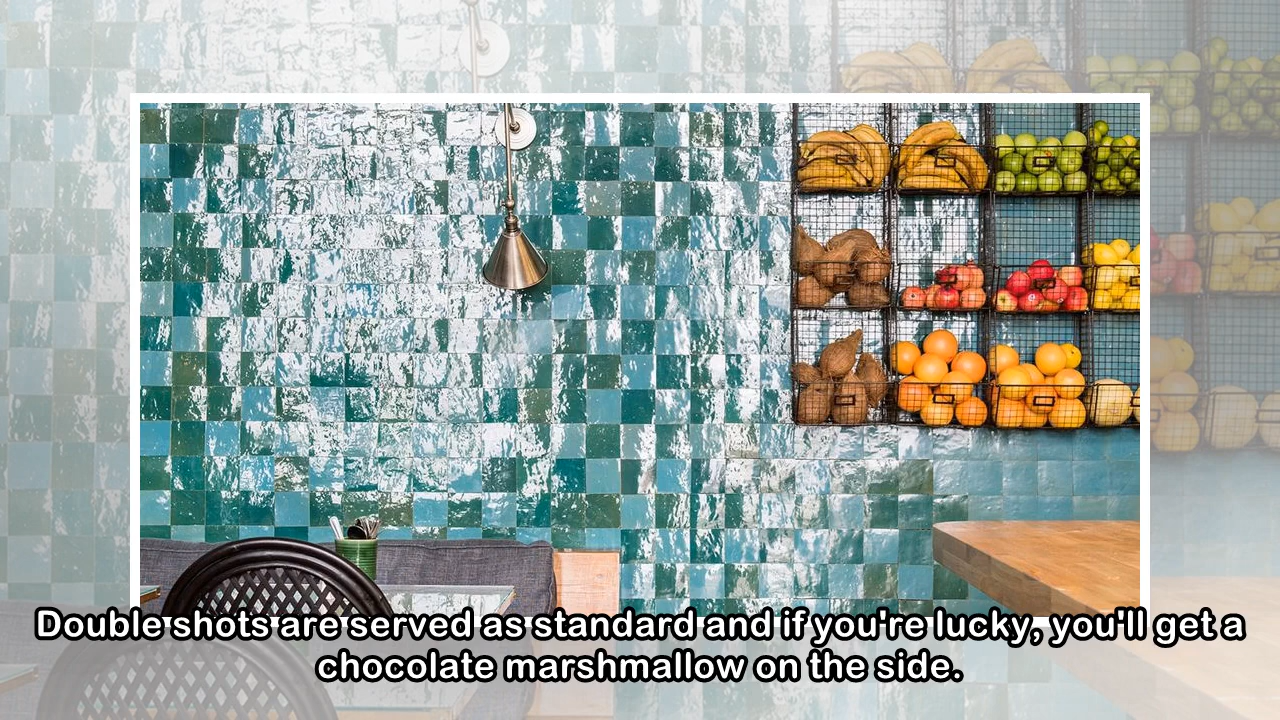 Double shots are served as standard and if you're lucky, you'll get a
chocolate marshmallow on the side.